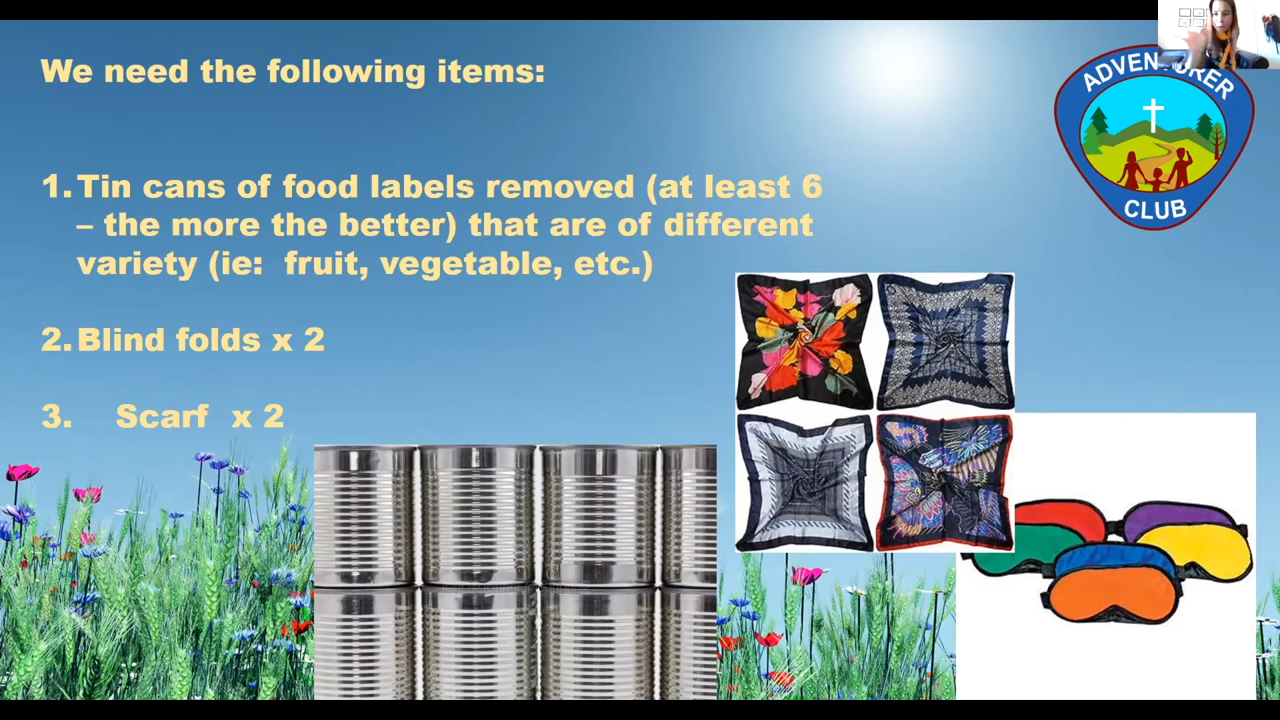 We need the following items:
1. Tin cans of food labels removed (at least 6
– the more the better) that are of different
variety (ie:  fruit, vegetable, etc.)
2. Blind folds x 2
3.    Scarf  x 2
ADVENTURER
CLUB